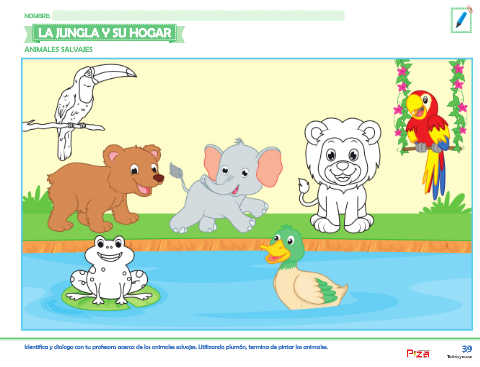 NOMBRE:
LA JUNGLA Y SU HOGAR
ANIMALES SALVAJES
Identifica y dialoga con tu profesora acerca de los animales salvajes. Utilizando plumón, termina de pintar los animales.
39